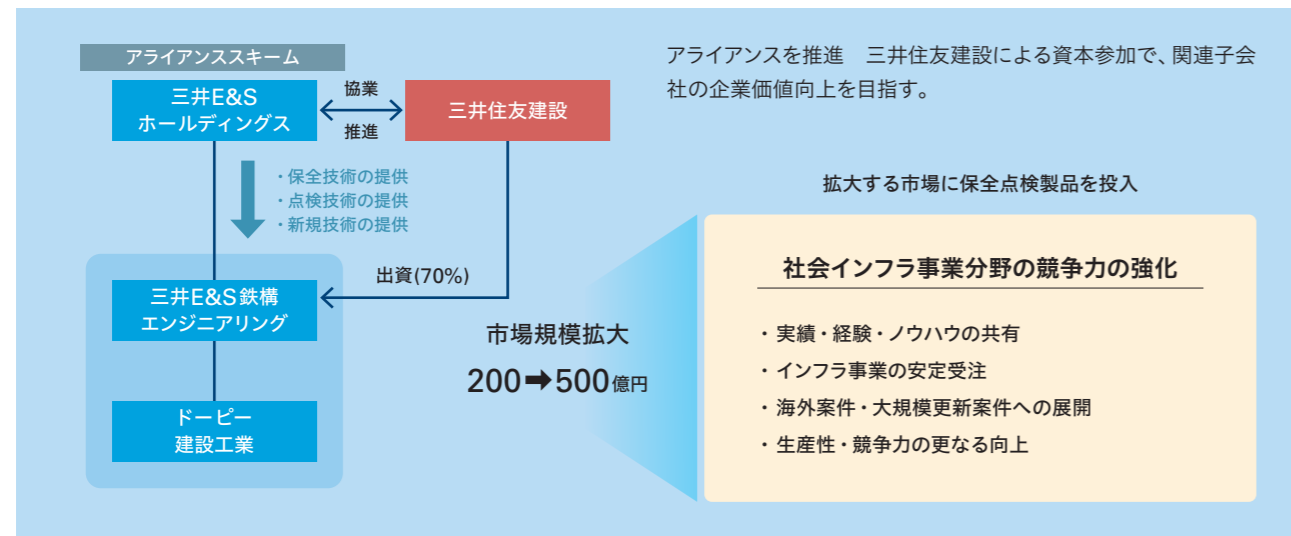 アライアンススキーム
三井E&S
ホールディングス
協業
推進
三井住友建設
・保全技術の提供
・点検技術の提供
・新規技術の提供
三井E&S鉄構
エンジニアリング
出資(70%)
ドーピー
建設工業
アライアンスを推進　三井住友建設による資本参加で、関連子会
社の企業価値向上を目指す。
市場規模拡大
200➡500億円
拡大する市場に保全点検製品を投入
社会インフラ事業分野の競争力の強化
・実績・経験・ノウハウの共有
・インフラ事業の安定受注
・海外案件・大規模更新案件への展開
・生産性・競争力の更なる向上